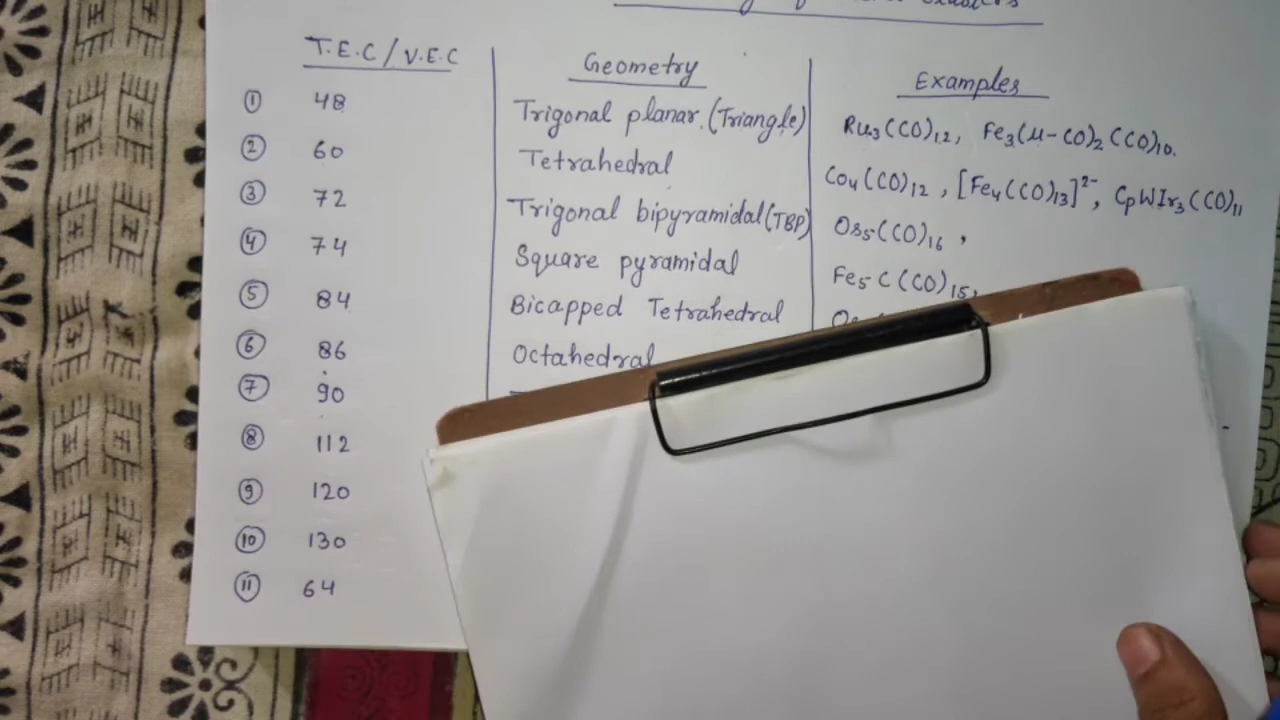 T.E.C / V.E.C Geometry Examples
① 48 Trigonal planar. (Triangle) Ru3(CO)12, Fe3(μ-CO)2(CO)10.
② 60 Tetrahedral Co4(CO)12, [Fe4(CO)13]2-, CpWIr3(CO)11
③ 72 Trigonal bipyramidal (TBP) Os5(CO)16,
④ 74 Square pyramidal Fe5C(CO)15,
⑤ 84 Bicapped Tetrahedral
⑥ 86 Octahedral
⑦ 90
⑧ 112
⑨ 120
⑩ 130
⑪ 64